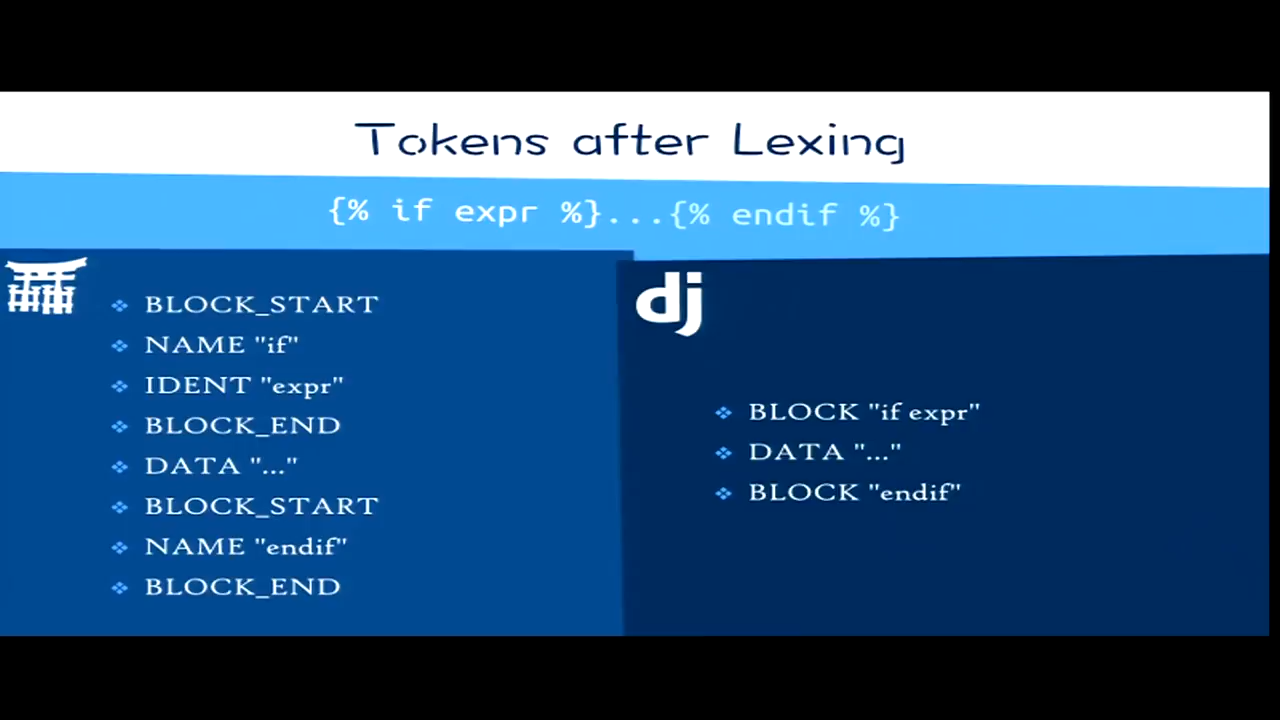 Tokens after Lexing
{% if expr %}...{% endif %}
BLOCK_START
NAME "if"
IDENT "expr"
BLOCK_END
DATA "..."
BLOCK_START
NAME "endif"
BLOCK_END
dj
BLOCK "if expr"
DATA "..."
BLOCK "endif"